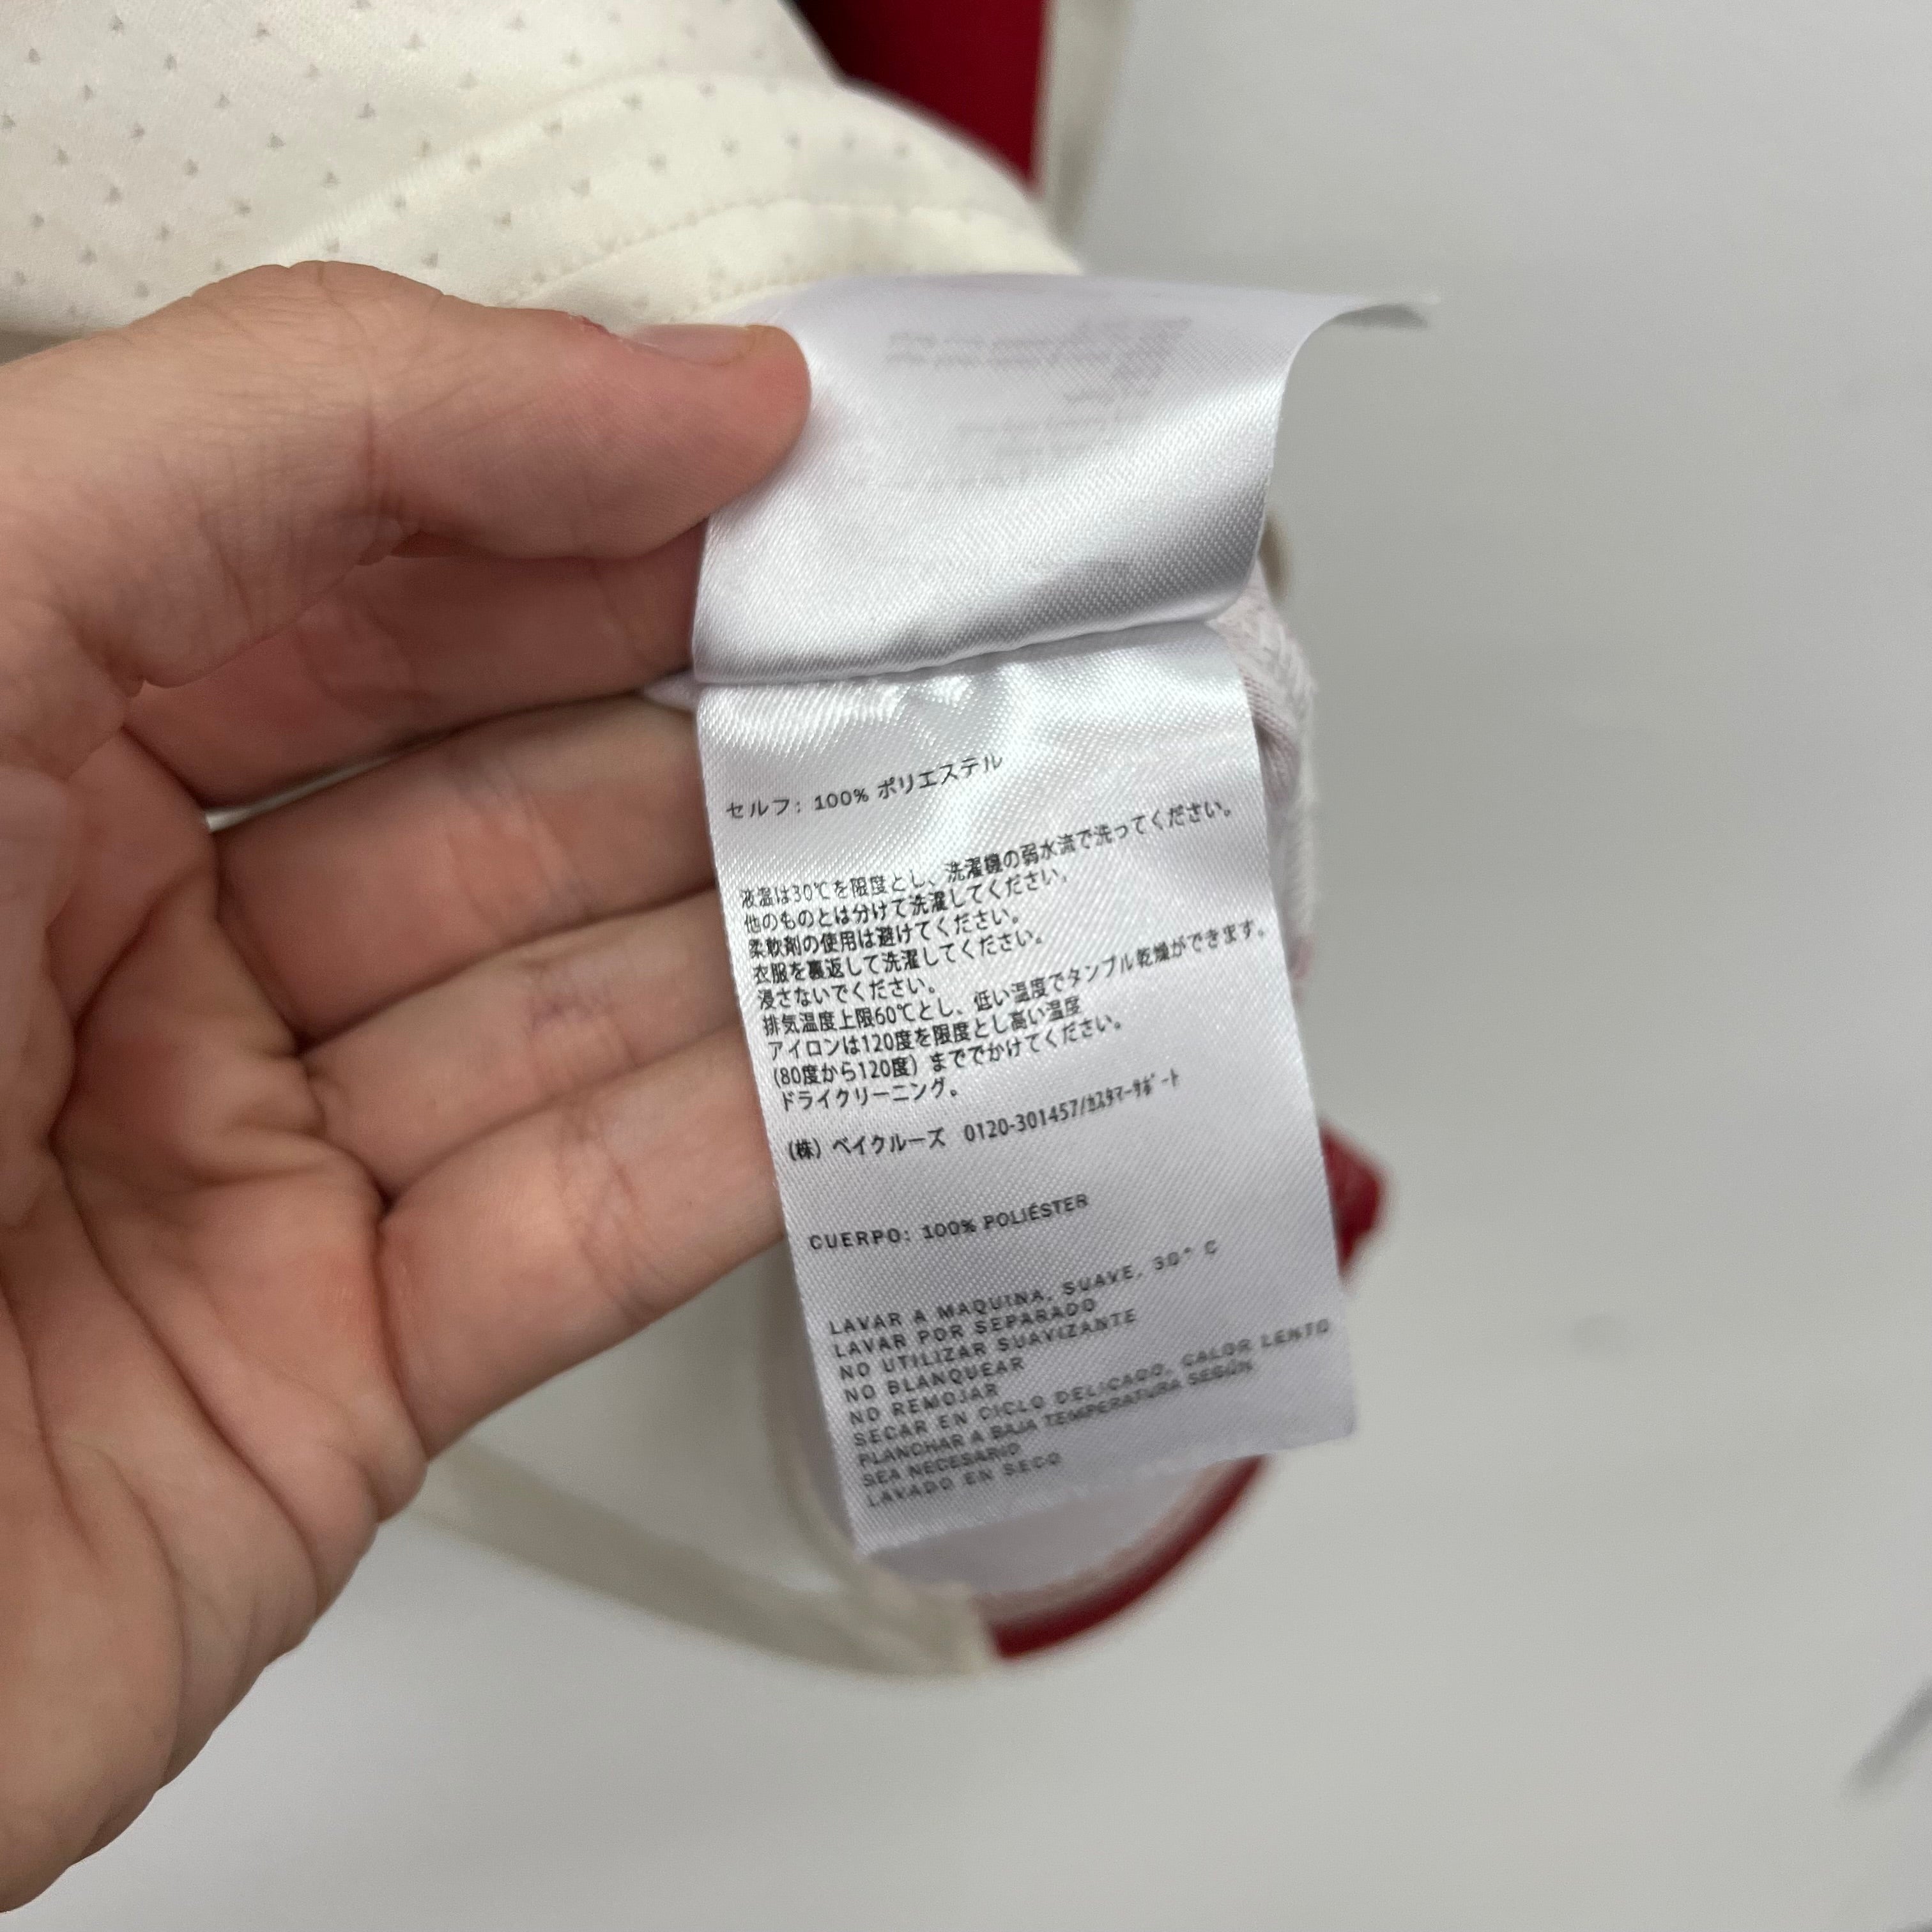 セルフ: 100% ポリエステル
液温は30℃を限度とし、洗濯機の弱水流で洗ってください。
他のものとは分けて洗濯してください。
柔軟剤の使用は避けてください。
衣服を裏返して洗濯してください。
浸さないでください。
排気温度上限60℃とし、低い温度でタンブル乾燥ができます。
アイロンは120度を限度とし高い温度
(80度から120度) まででかけてください。
ドライクリーニング。
(株) ベイクルーズ 0120-301457/ｶｽﾀﾏｰｻﾎﾟｰﾄ
CUERPO: 100% POLIÉSTER
LAVAR A MAQUINA, SUAVE, 30° C
LAVAR POR SEPARADO
NO UTILIZAR SUAVIZANTE
NO BLANQUEAR
NO REMOJAR
SECAR EN CICLO DELICADO, CALOR LENTO
PLANCHAR A BAJA TEMPERATURA SEGÚN
SEA NECESARIO
LAVADO EN SECO